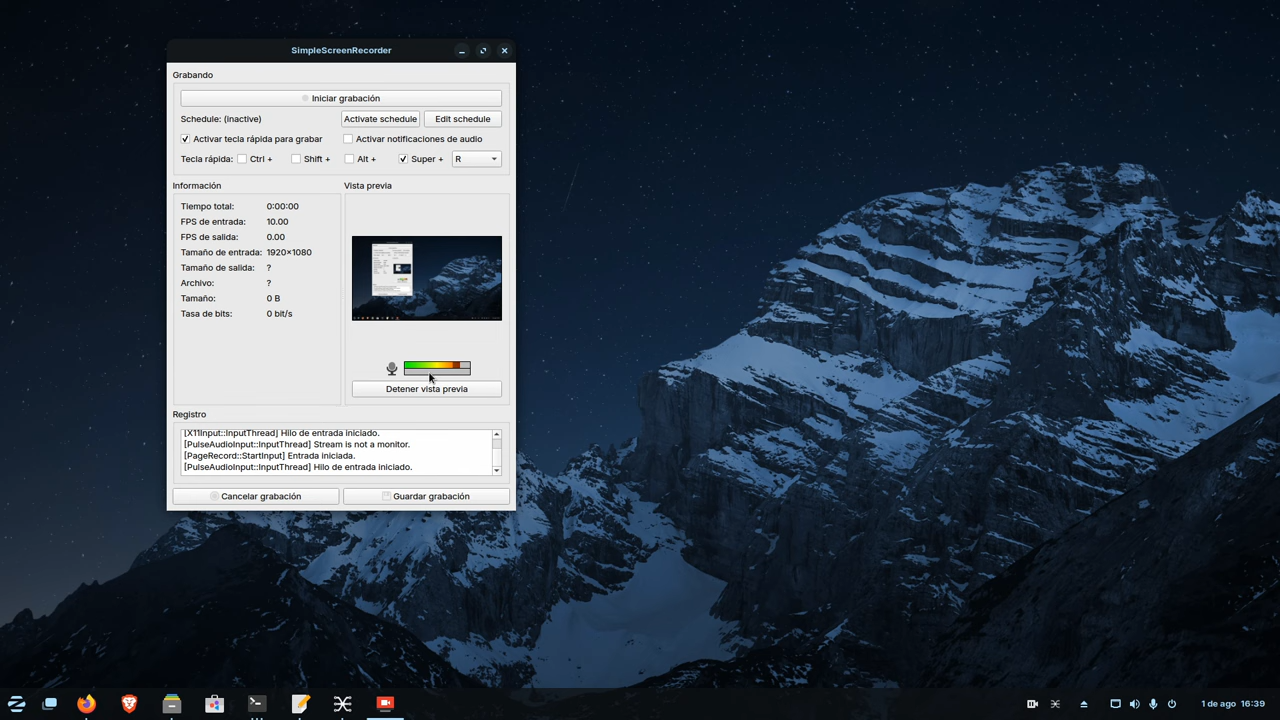 SimpleScreenRecorder
Grabando
Iniciar grabación
Schedule: (inactive)
Activate schedule
Edit schedule
Activar tecla rápida para grabar
Activar notificaciones de audio
Tecla rápida:
Ctrl +
Shift +
Alt +
Super +
R
Información
Vista previa
Tiempo total: 0:00:00
FPS de entrada: 10.00
FPS de salida: 0.00
Tamaño de entrada: 1920x1080
Tamaño de salida: ?
Archivo: ?
Tamaño: 0 B
Tasa de bits: 0 bit/s
Detener vista previa
Registro
[X11Input::InputThread] Hilo de entrada iniciado.
[PulseAudioInput::InputThread] Stream is not a monitor.
[PageRecord::StartInput] Entrada iniciada.
[PulseAudioInput::InputThread] Hilo de entrada iniciado.
Cancelar grabación
Guardar grabación
1 de ago 16:39